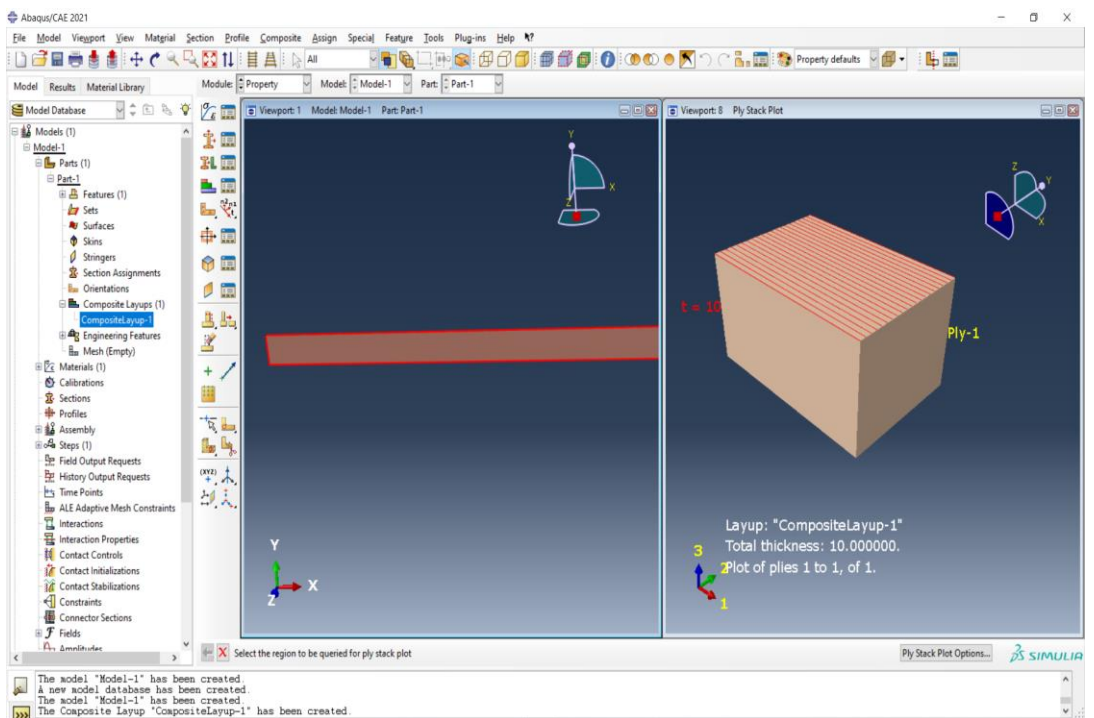 Abaqus/CAE 2021
File Model Viewport View Material Section Profile Composite Assign Special Feature Tools Plug-ins Help
All
Property defaults
Model Results Material Library
Module: Property Model: Model-1 Part: Part-1
Model Database
Models (1)
Model-1
Parts (1)
Part-1
Features (1)
Sets
Surfaces
Skins
Stringers
Section Assignments
Orientations
Composite Layups (1)
CompositeLayup-1
Engineering Features
Mesh (Empty)
Materials (1)
Calibrations
Sections
Profiles
Assembly
Steps (1)
Field Output Requests
History Output Requests
Time Points
ALE Adaptive Mesh Constraints
Interactions
Interaction Properties
Contact Controls
Contact Initializations
Contact Stabilizations
Constraints
Connector Sections
Fields
Amplitudes
(XYZ)
Viewport: 1 Model: Model-1 Part: Part-1
Y
X
Z
Y
X
Z
Viewport: 8 Ply Stack Plot
Z
Y
X
t = 10
Ply-1
Layup: "CompositeLayup-1"
Total thickness: 10.000000.
Plot of plies 1 to 1, of 1.
3
2
1
Select the region to be queried for ply stack plot
Ply Stack Plot Options...
SIMULIA
The model "Model-1" has been created.
A new model database has been created.
The model "Model-1" has been created.
The Composite Layup "CompositeLayup-1" has been created.